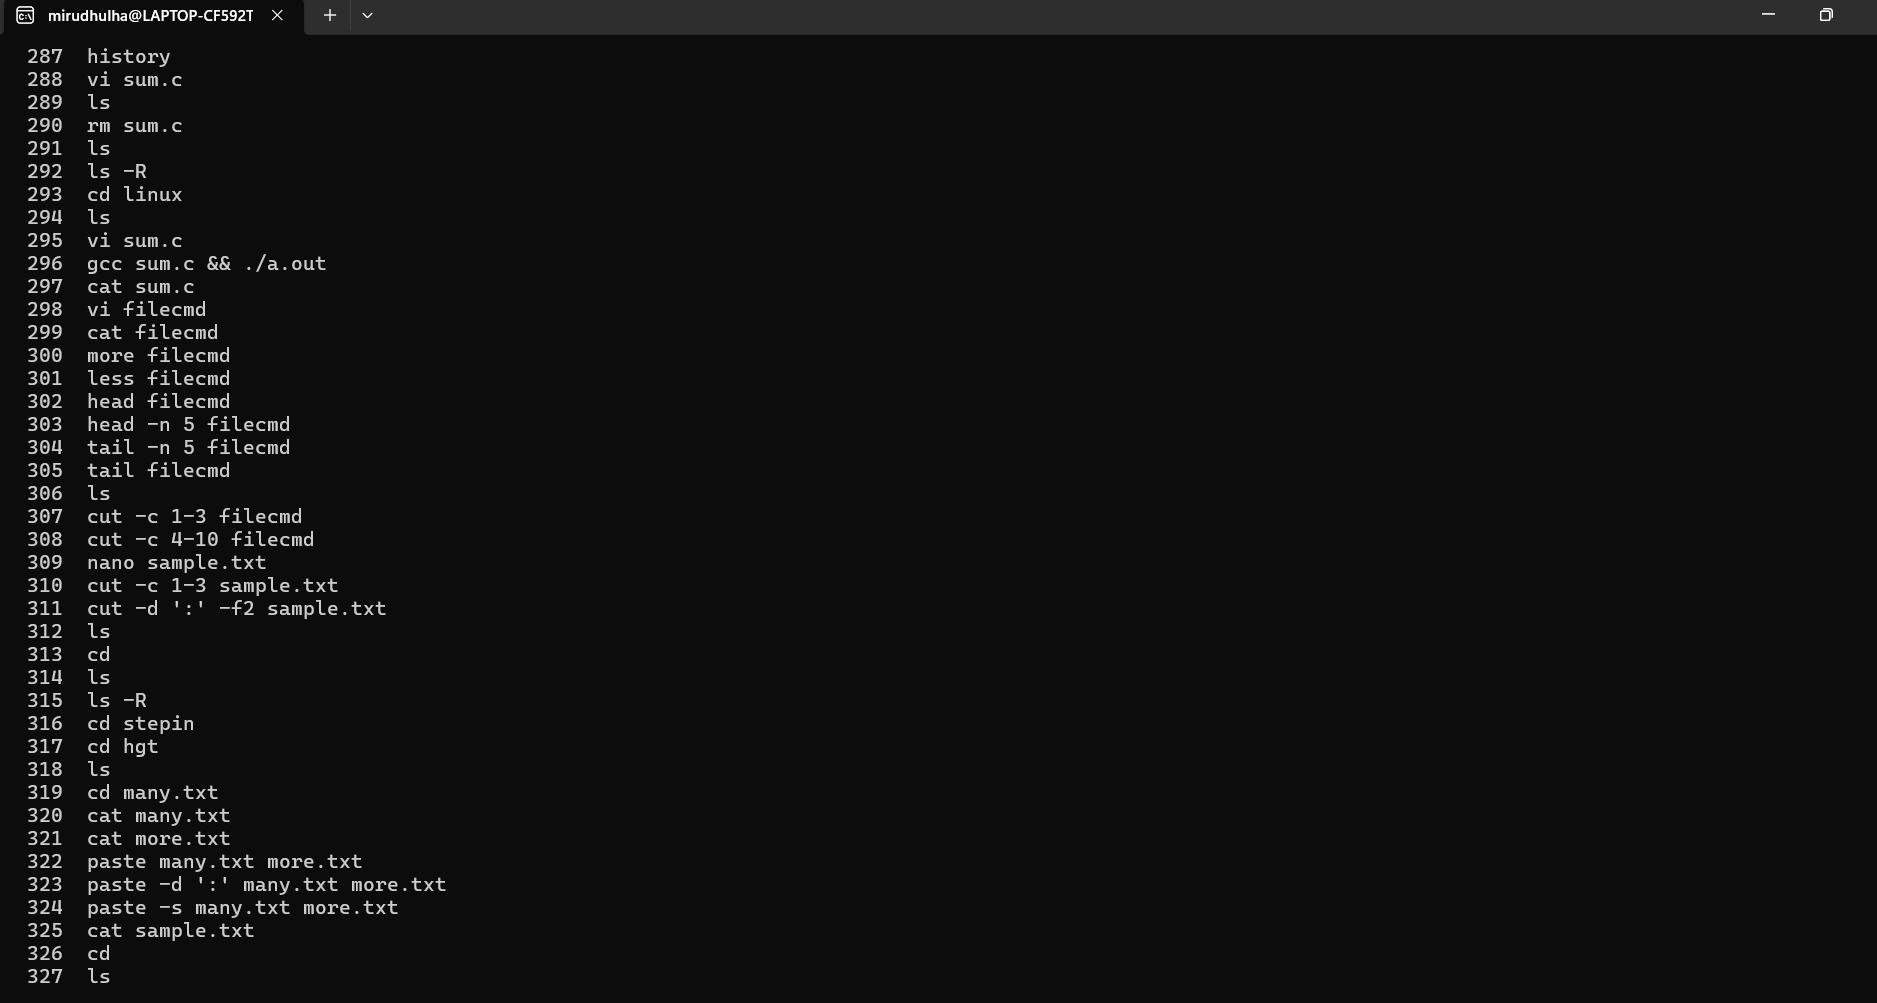 mirudhulha@LAPTOP-CF592T
287 history
288 vi sum.c
289 ls
290 rm sum.c
291 ls
292 ls -R
293 cd linux
294 ls
295 vi sum.c
296 gcc sum.c && ./a.out
297 cat sum.c
298 vi filecmd
299 cat filecmd
300 more filecmd
301 less filecmd
302 head filecmd
303 head -n 5 filecmd
304 tail -n 5 filecmd
305 tail filecmd
306 ls
307 cut -c 1-3 filecmd
308 cut -c 4-10 filecmd
309 nano sample.txt
310 cut -c 1-3 sample.txt
311 cut -d ':' -f2 sample.txt
312 ls
313 cd
314 ls
315 ls -R
316 cd stepin
317 cd hgt
318 ls
319 cd many.txt
320 cat many.txt
321 cat more.txt
322 paste many.txt more.txt
323 paste -d ':' many.txt more.txt
324 paste -s many.txt more.txt
325 cat sample.txt
326 cd
327 ls